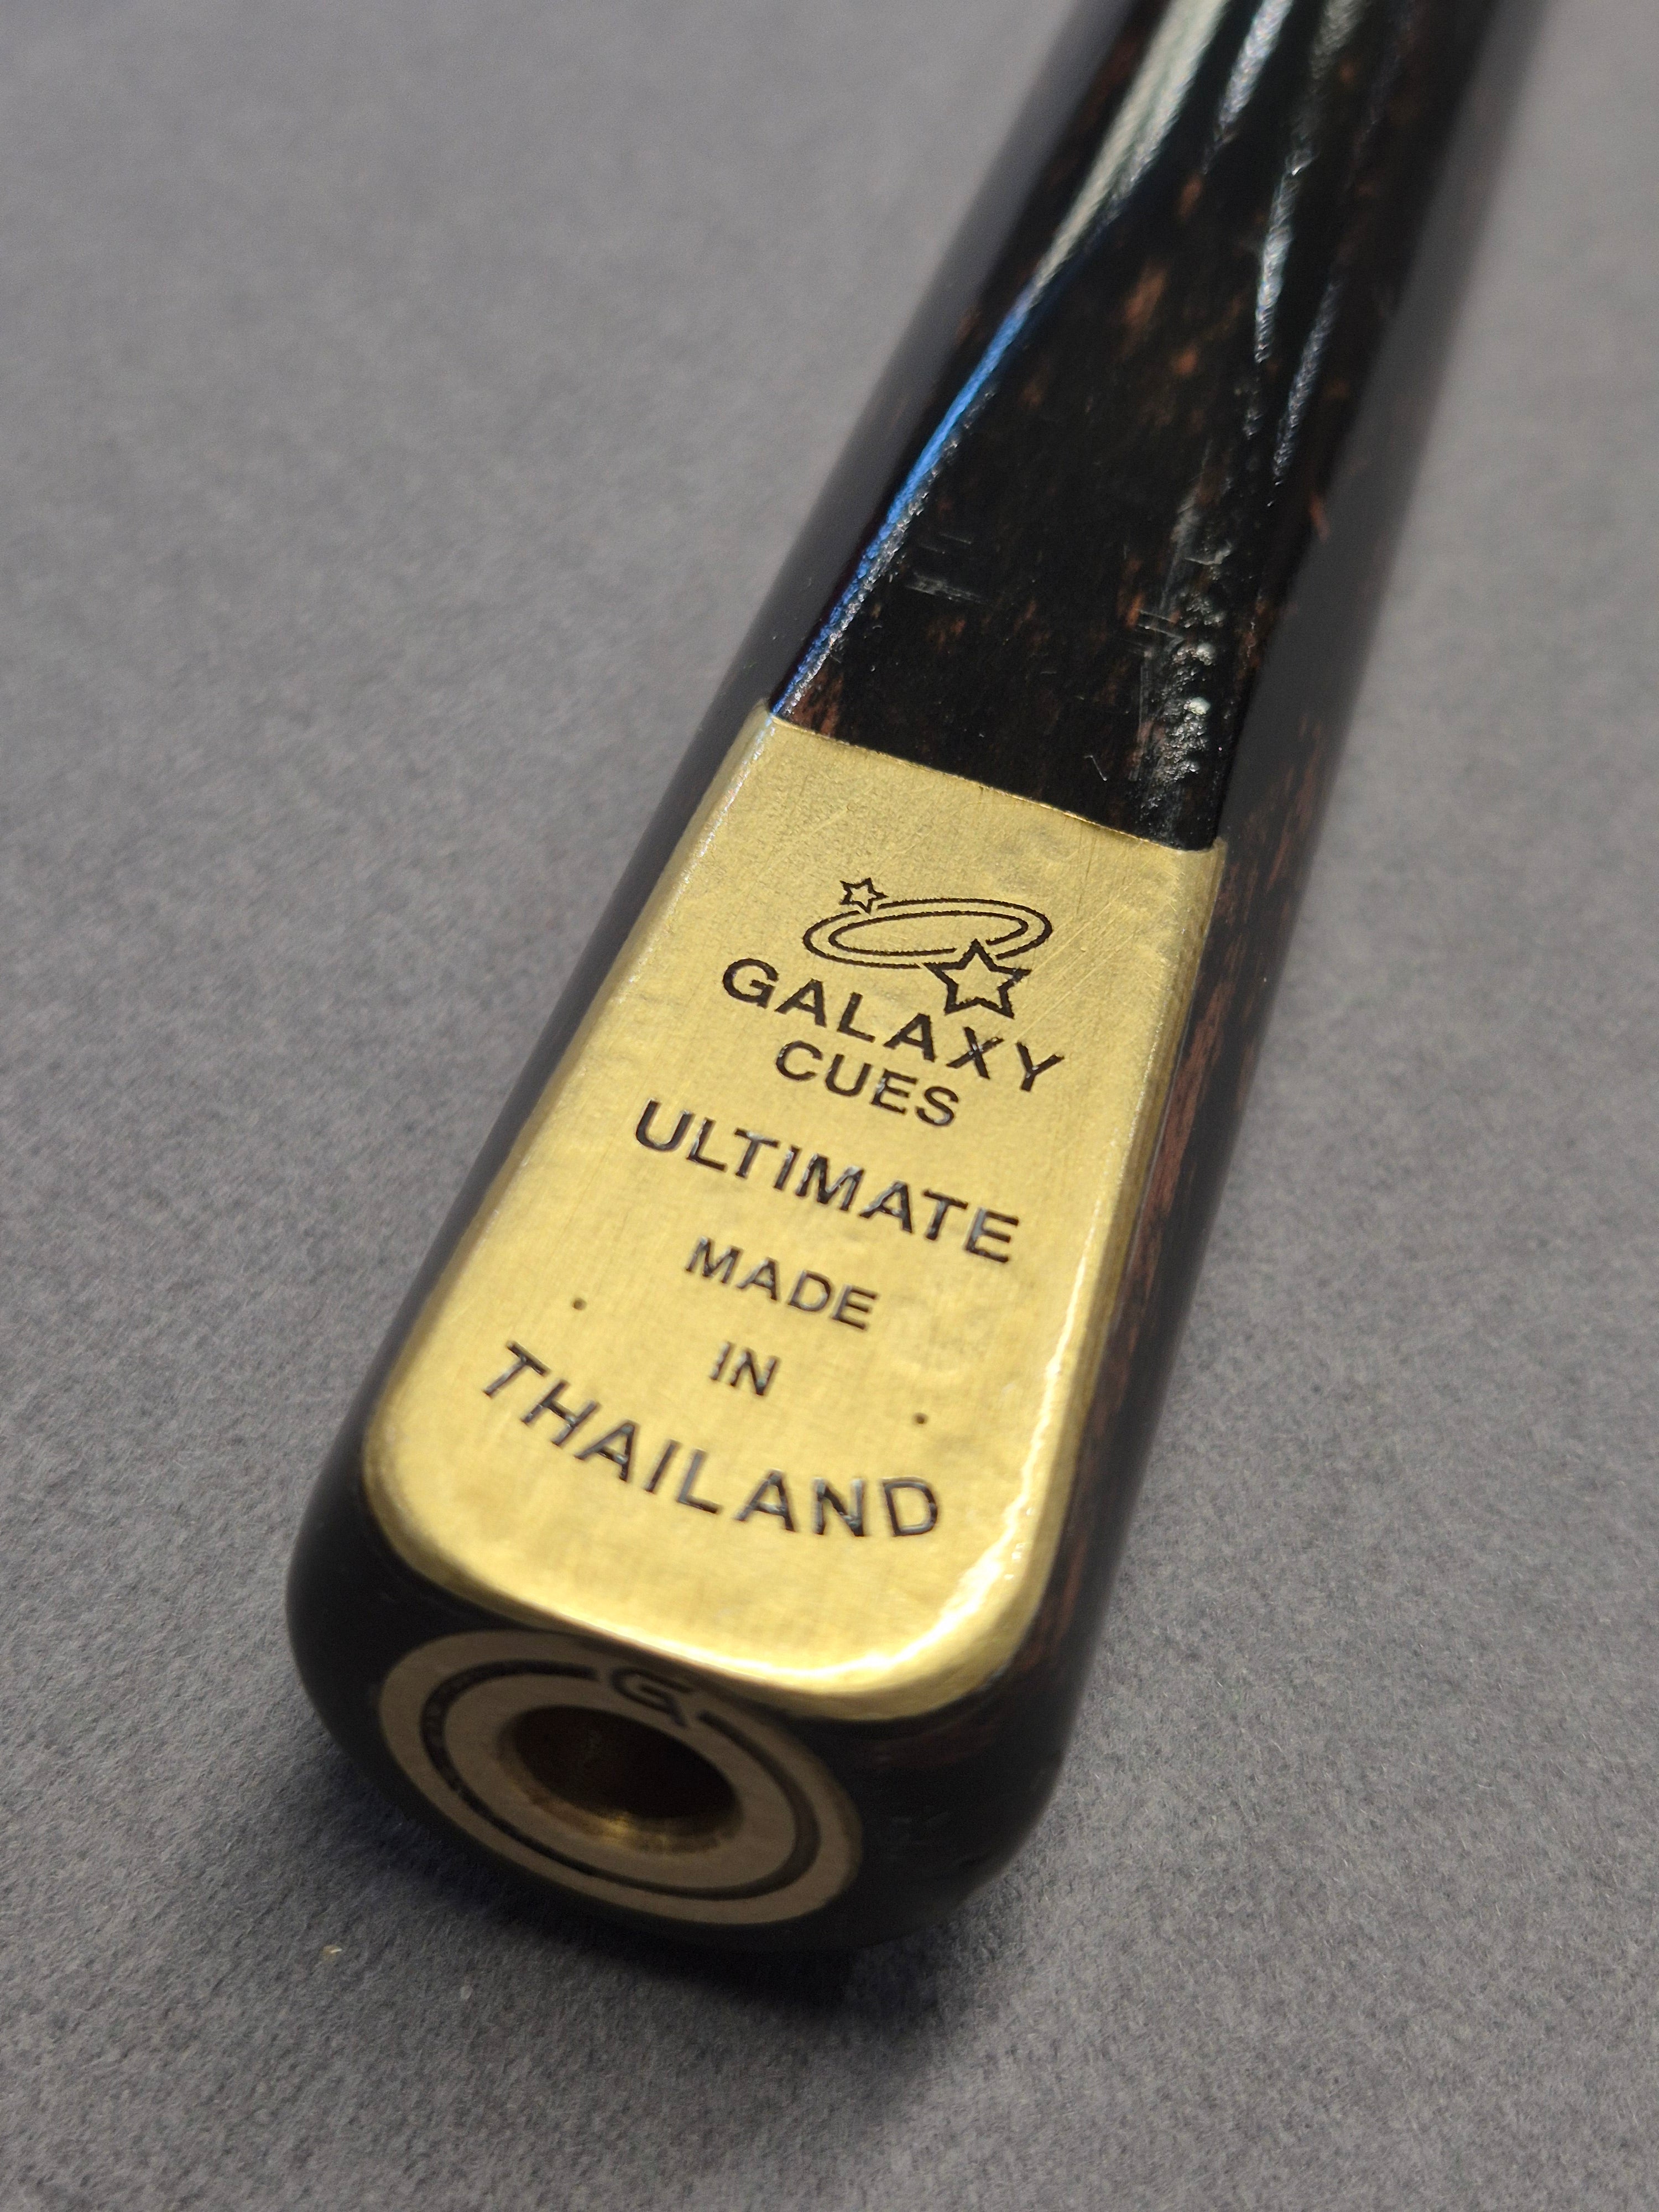 GALAXY
CUES
ULTIMATE
MADE
IN
THAILAND